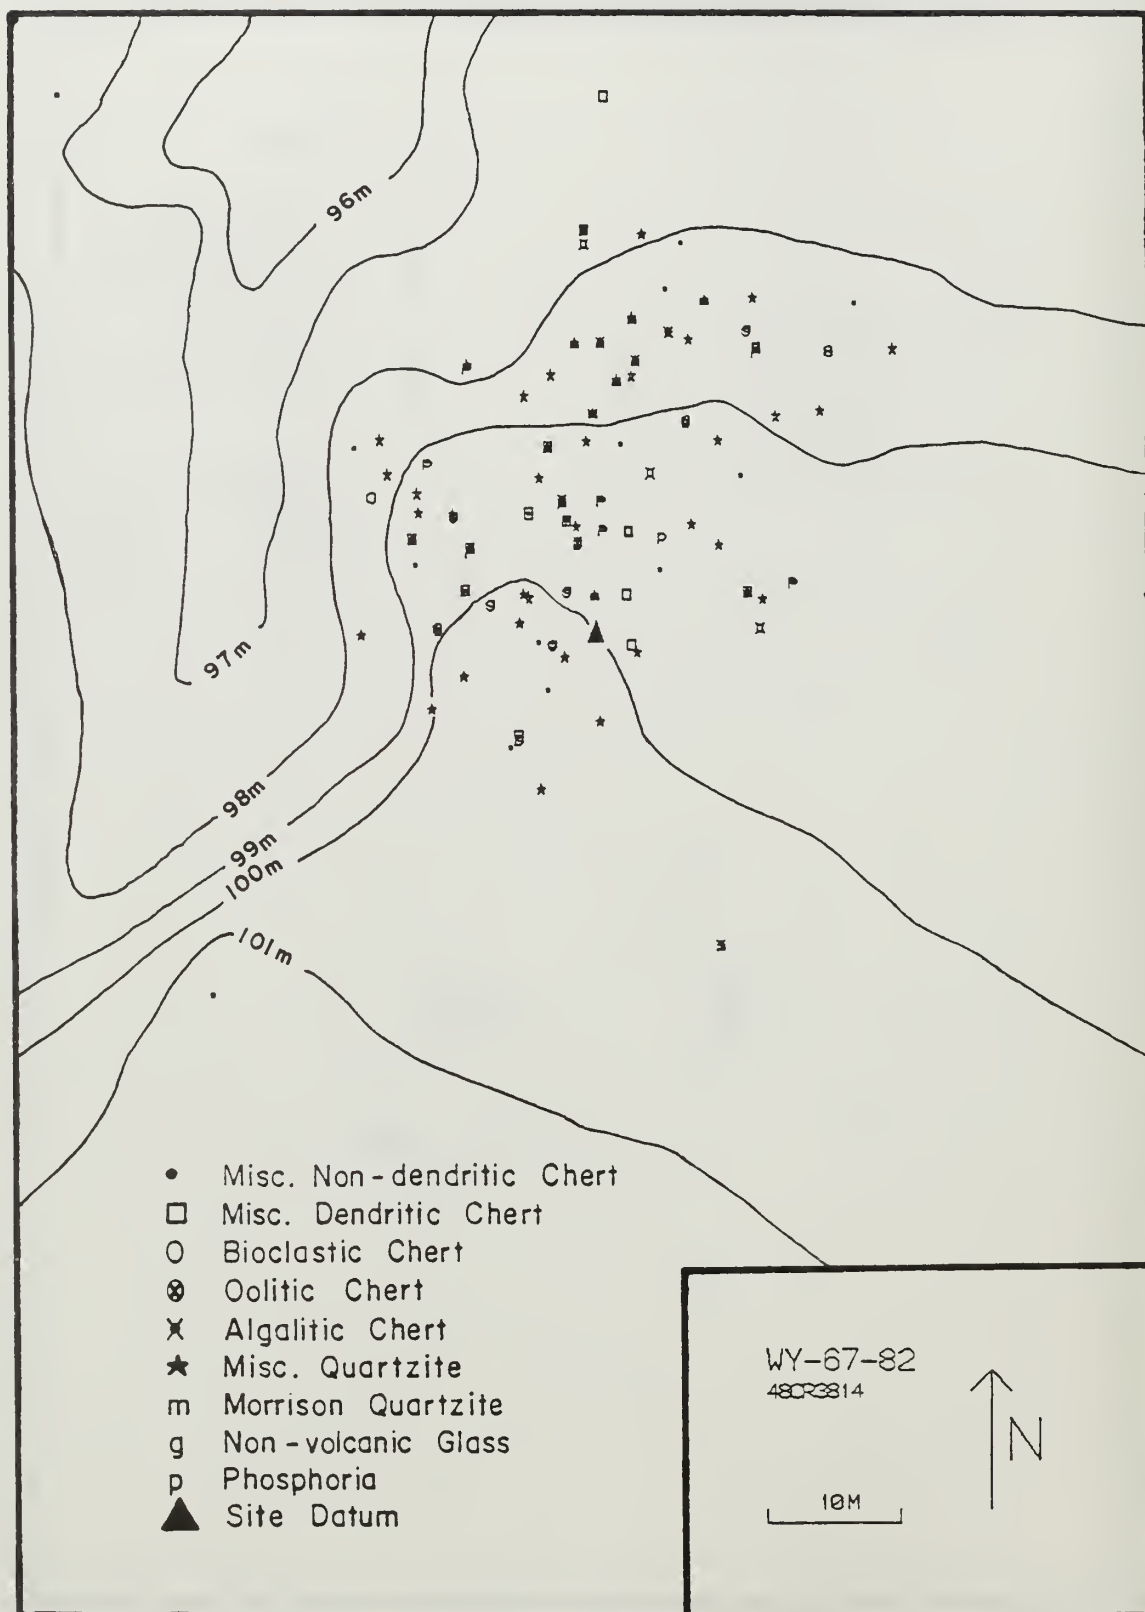 96m
97m
98m
99m
100m
101m
Misc. Non-dendritic Chert
Misc. Dendritic Chert
Bioclastic Chert
Oolitic Chert
Algalitic Chert
Misc. Quartzite
m Morrison Quartzite
g Non-volcanic Glass
p Phosphoria
Site Datum
WY-67-82
48CR3814
N
10M